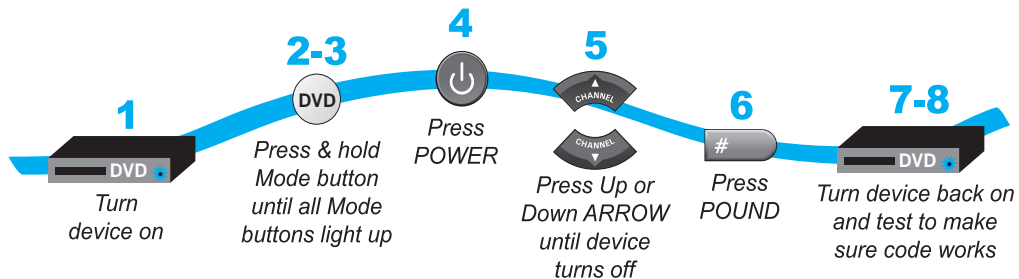 1
DVD
Turn
device on
2-3
DVD
Press & hold
Mode button
until all Mode
buttons light up
4
Press
POWER
5
CHANNEL
CHANNEL
Press Up or
Down ARROW
until device
turns off
6
#
Press
POUND
7-8
DVD
Turn device back on
and test to make
sure code works